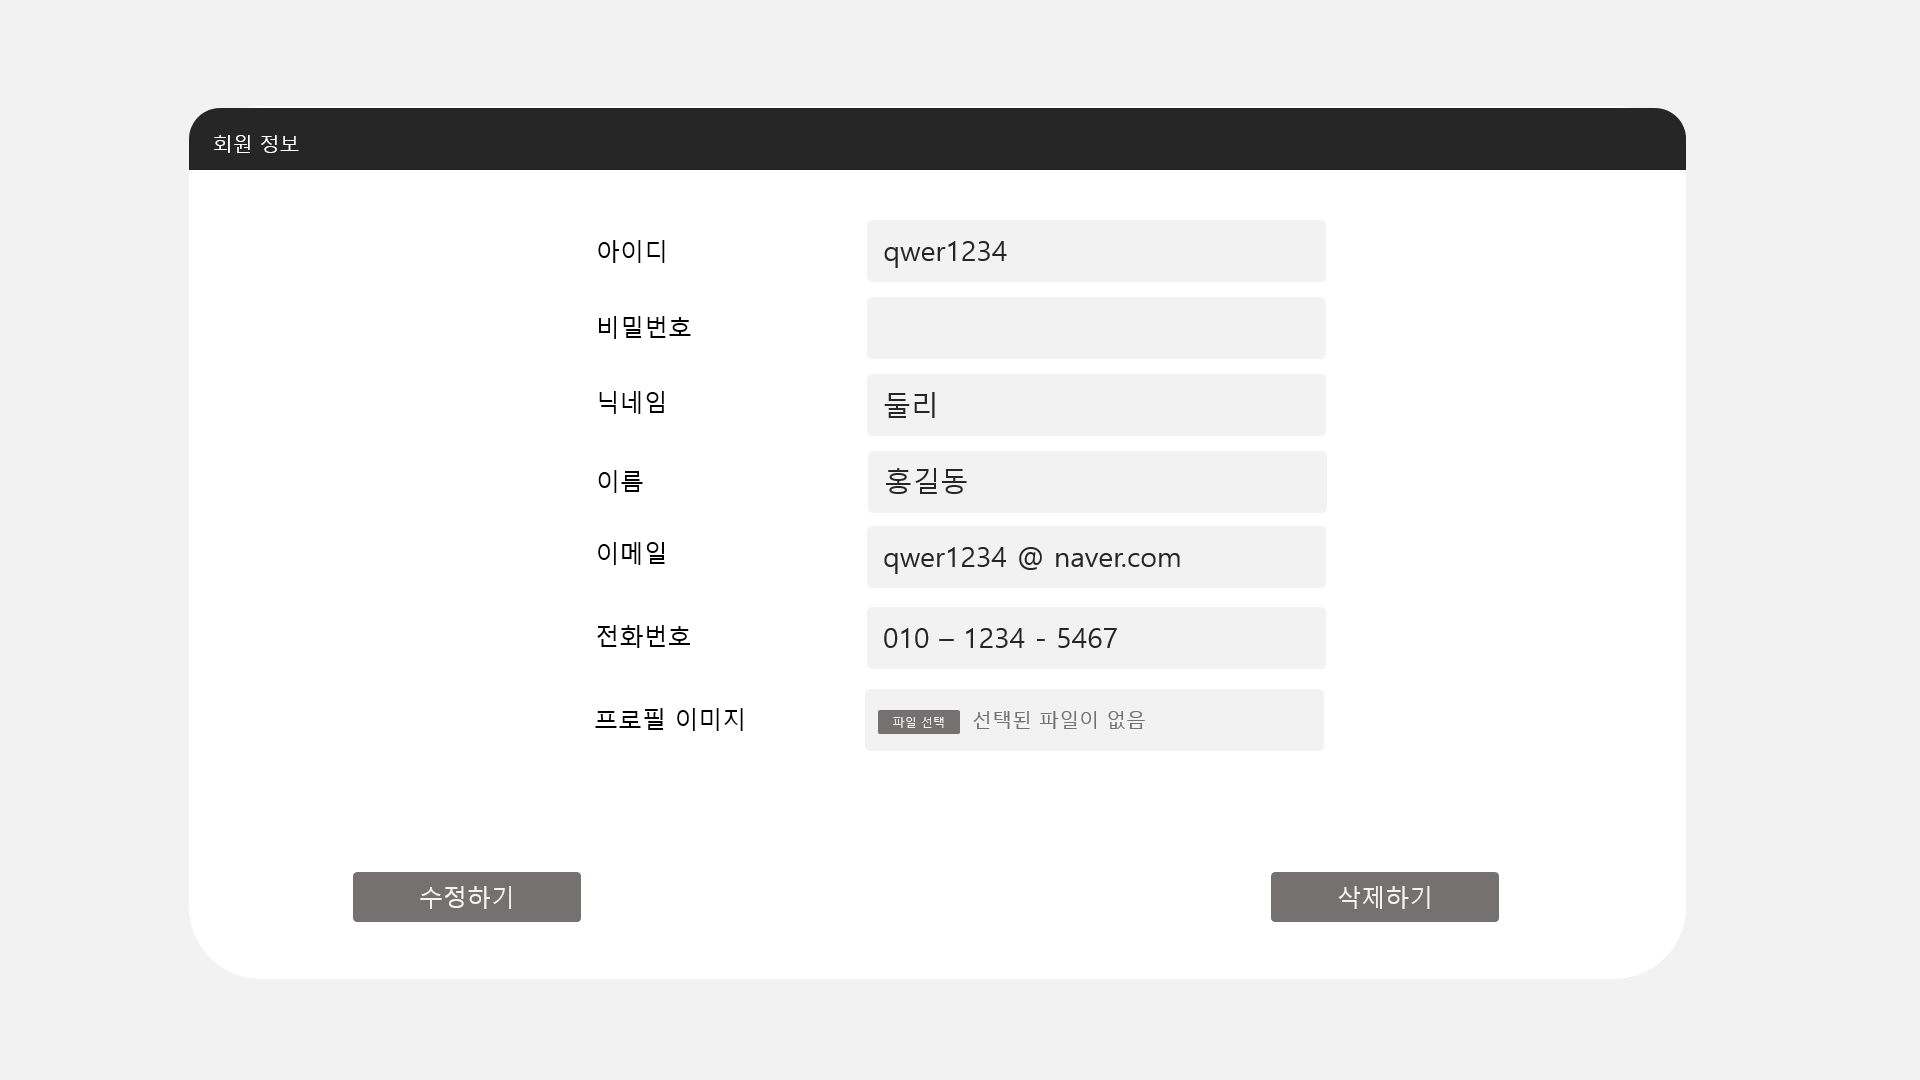 회원 정보
아이디 qwer1234
비밀번호
닉네임 둘리
이름 홍길동
이메일 qwer1234 @ naver.com
전화번호 010 – 1234 - 5467
프로필 이미지 파일 선택 선택된 파일이 없음
수정하기 삭제하기